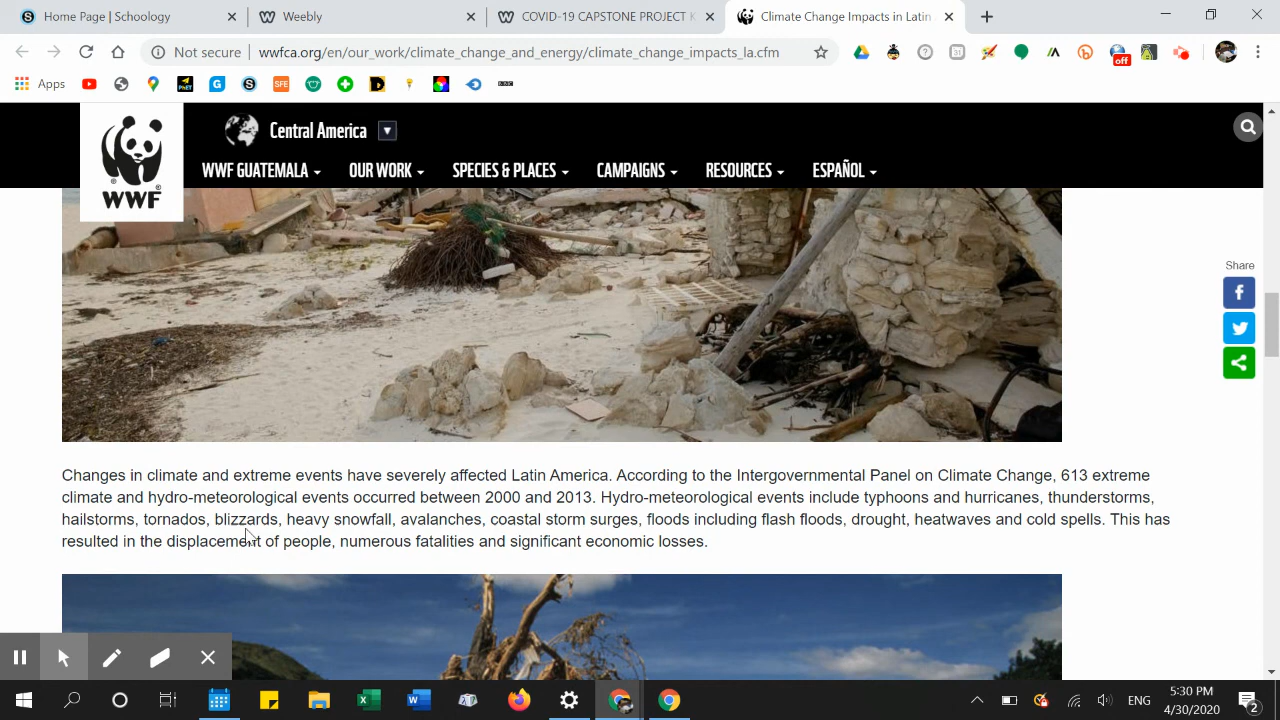 Home Page | Schoology
Weebly
COVID-19 CAPSTONE PROJECT K
Climate Change Impacts in Latin
Not secure
wwfca.org/en/our_work/climate_change_and_energy/climate_change_impacts_la.cfm
31
off
Apps
PhET
G
S
SFE
Central America
WWF GUATEMALA
OUR WORK
SPECIES & PLACES
CAMPAIGNS
RESOURCES
ESPAÑOL
WWF
Share
Changes in climate and extreme events have severely affected Latin America. According to the Intergovernmental Panel on Climate Change, 613 extreme
climate and hydro-meteorological events occurred between 2000 and 2013. Hydro-meteorological events include typhoons and hurricanes, thunderstorms,
hailstorms, tornados, blizzards, heavy snowfall, avalanches, coastal storm surges, floods including flash floods, drought, heatwaves and cold spells. This has
resulted in the displacement of people, numerous fatalities and significant economic losses.
ENG
5:30 PM
4/30/2020
2